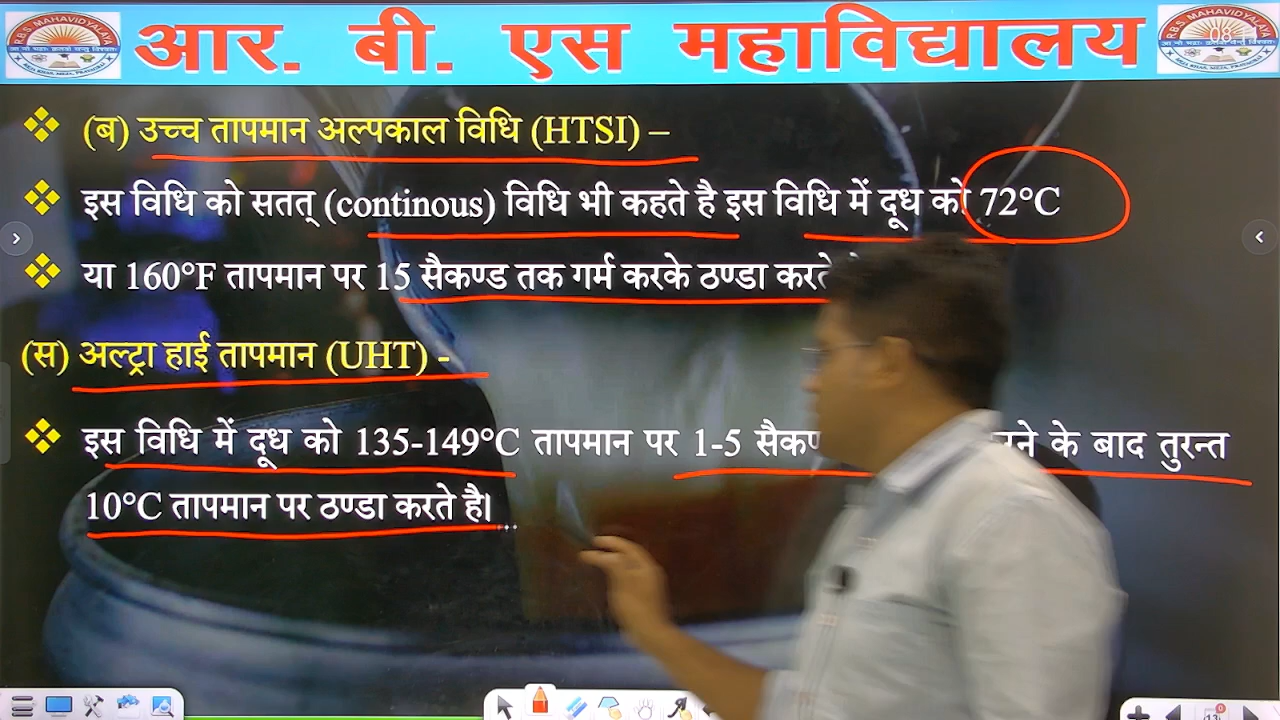 आर. बी. एस महाविद्यालय
R.B.S. MAHAVIDYALAYA
08
(ब) उच्च तापमान अल्पकाल विधि (HTSI) –
इस विधि को सतत् (continous) विधि भी कहते है इस विधि में दूध को 72°C
या 160°F तापमान पर 15 सैकण्ड तक गर्म करके ठण्डा करते
(स) अल्ट्रा हाई तापमान (UHT) -
इस विधि में दूध को 135-149°C तापमान पर 1-5 के बाद तुरन्त
10°C तापमान पर ठण्डा करते है।